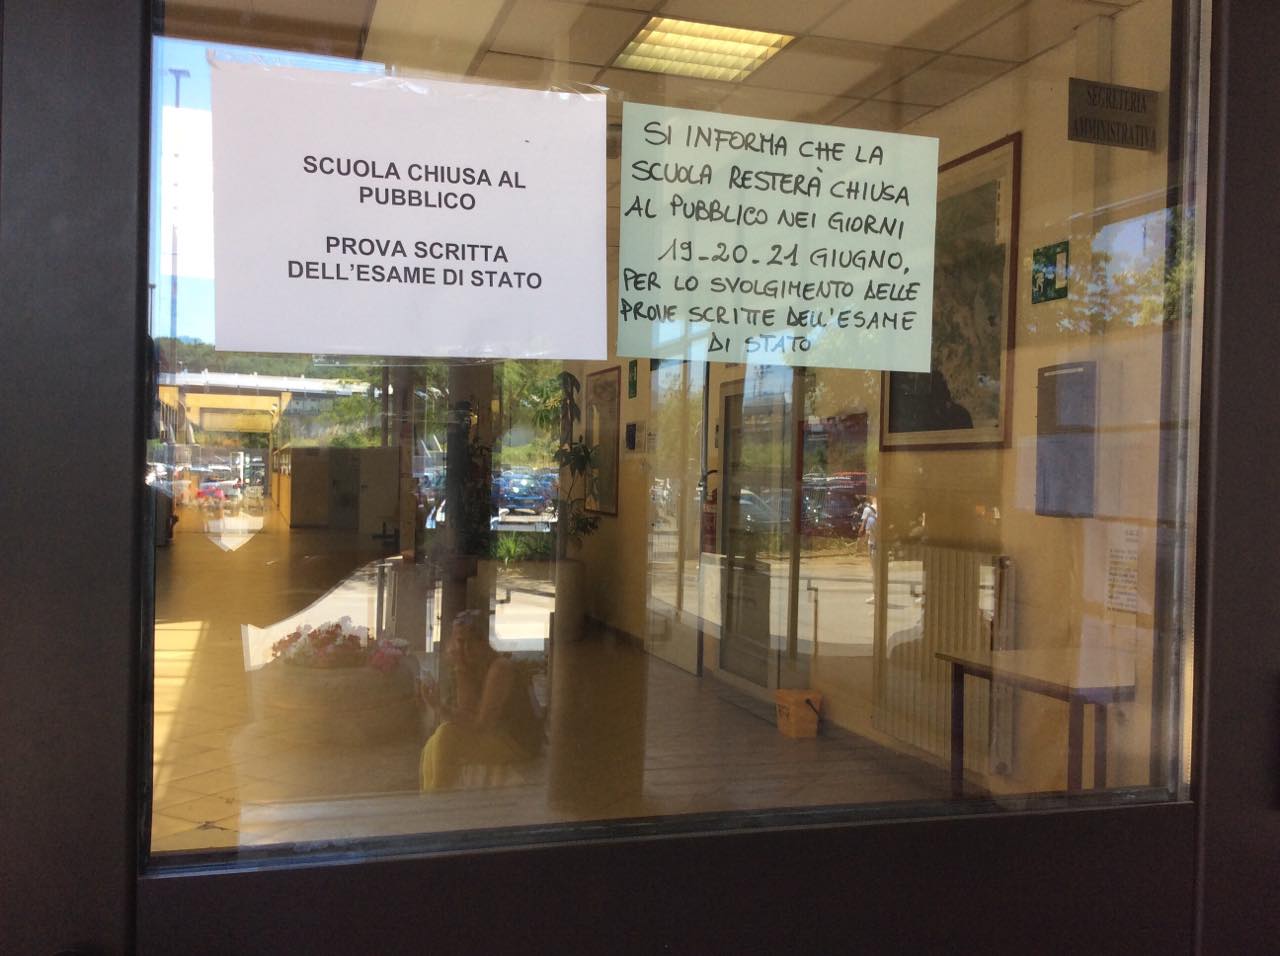 SCUOLA CHIUSA AL
PUBBLICO
PROVA SCRITTA
DELL'ESAME DI STATO
SI INFORMA CHE LA
SCUOLA RESTERÀ CHIUSA
AL PUBBLICO NEI GIORNI
19-20-21 GIUGNO,
PER LO SVOLGIMENTO DELLE
PROVE SCRITTE DELL'ESAME
DI STATO
SEGRETERIA
AMMINISTRATIVA